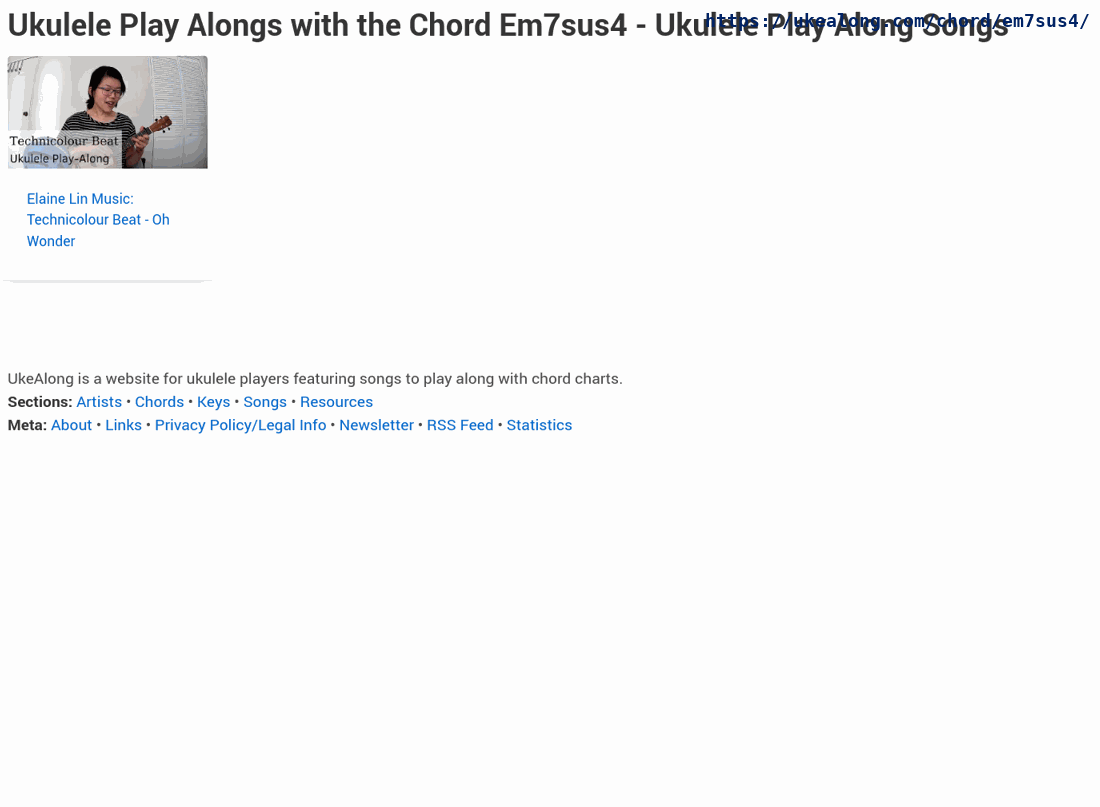 Ukulele Play Alongs with the Chord Em7sus4 - Ukulele Play Along Songs
https://ukealong.com/chord/em7sus4/
Technicolour Beat
Ukulele Play-Along
Elaine Lin Music:
Technicolour Beat - Oh
Wonder
UkeAlong is a website for ukulele players featuring songs to play along with chord charts.
Sections: Artists • Chords • Keys • Songs • Resources
Meta: About • Links • Privacy Policy/Legal Info • Newsletter • RSS Feed • Statistics